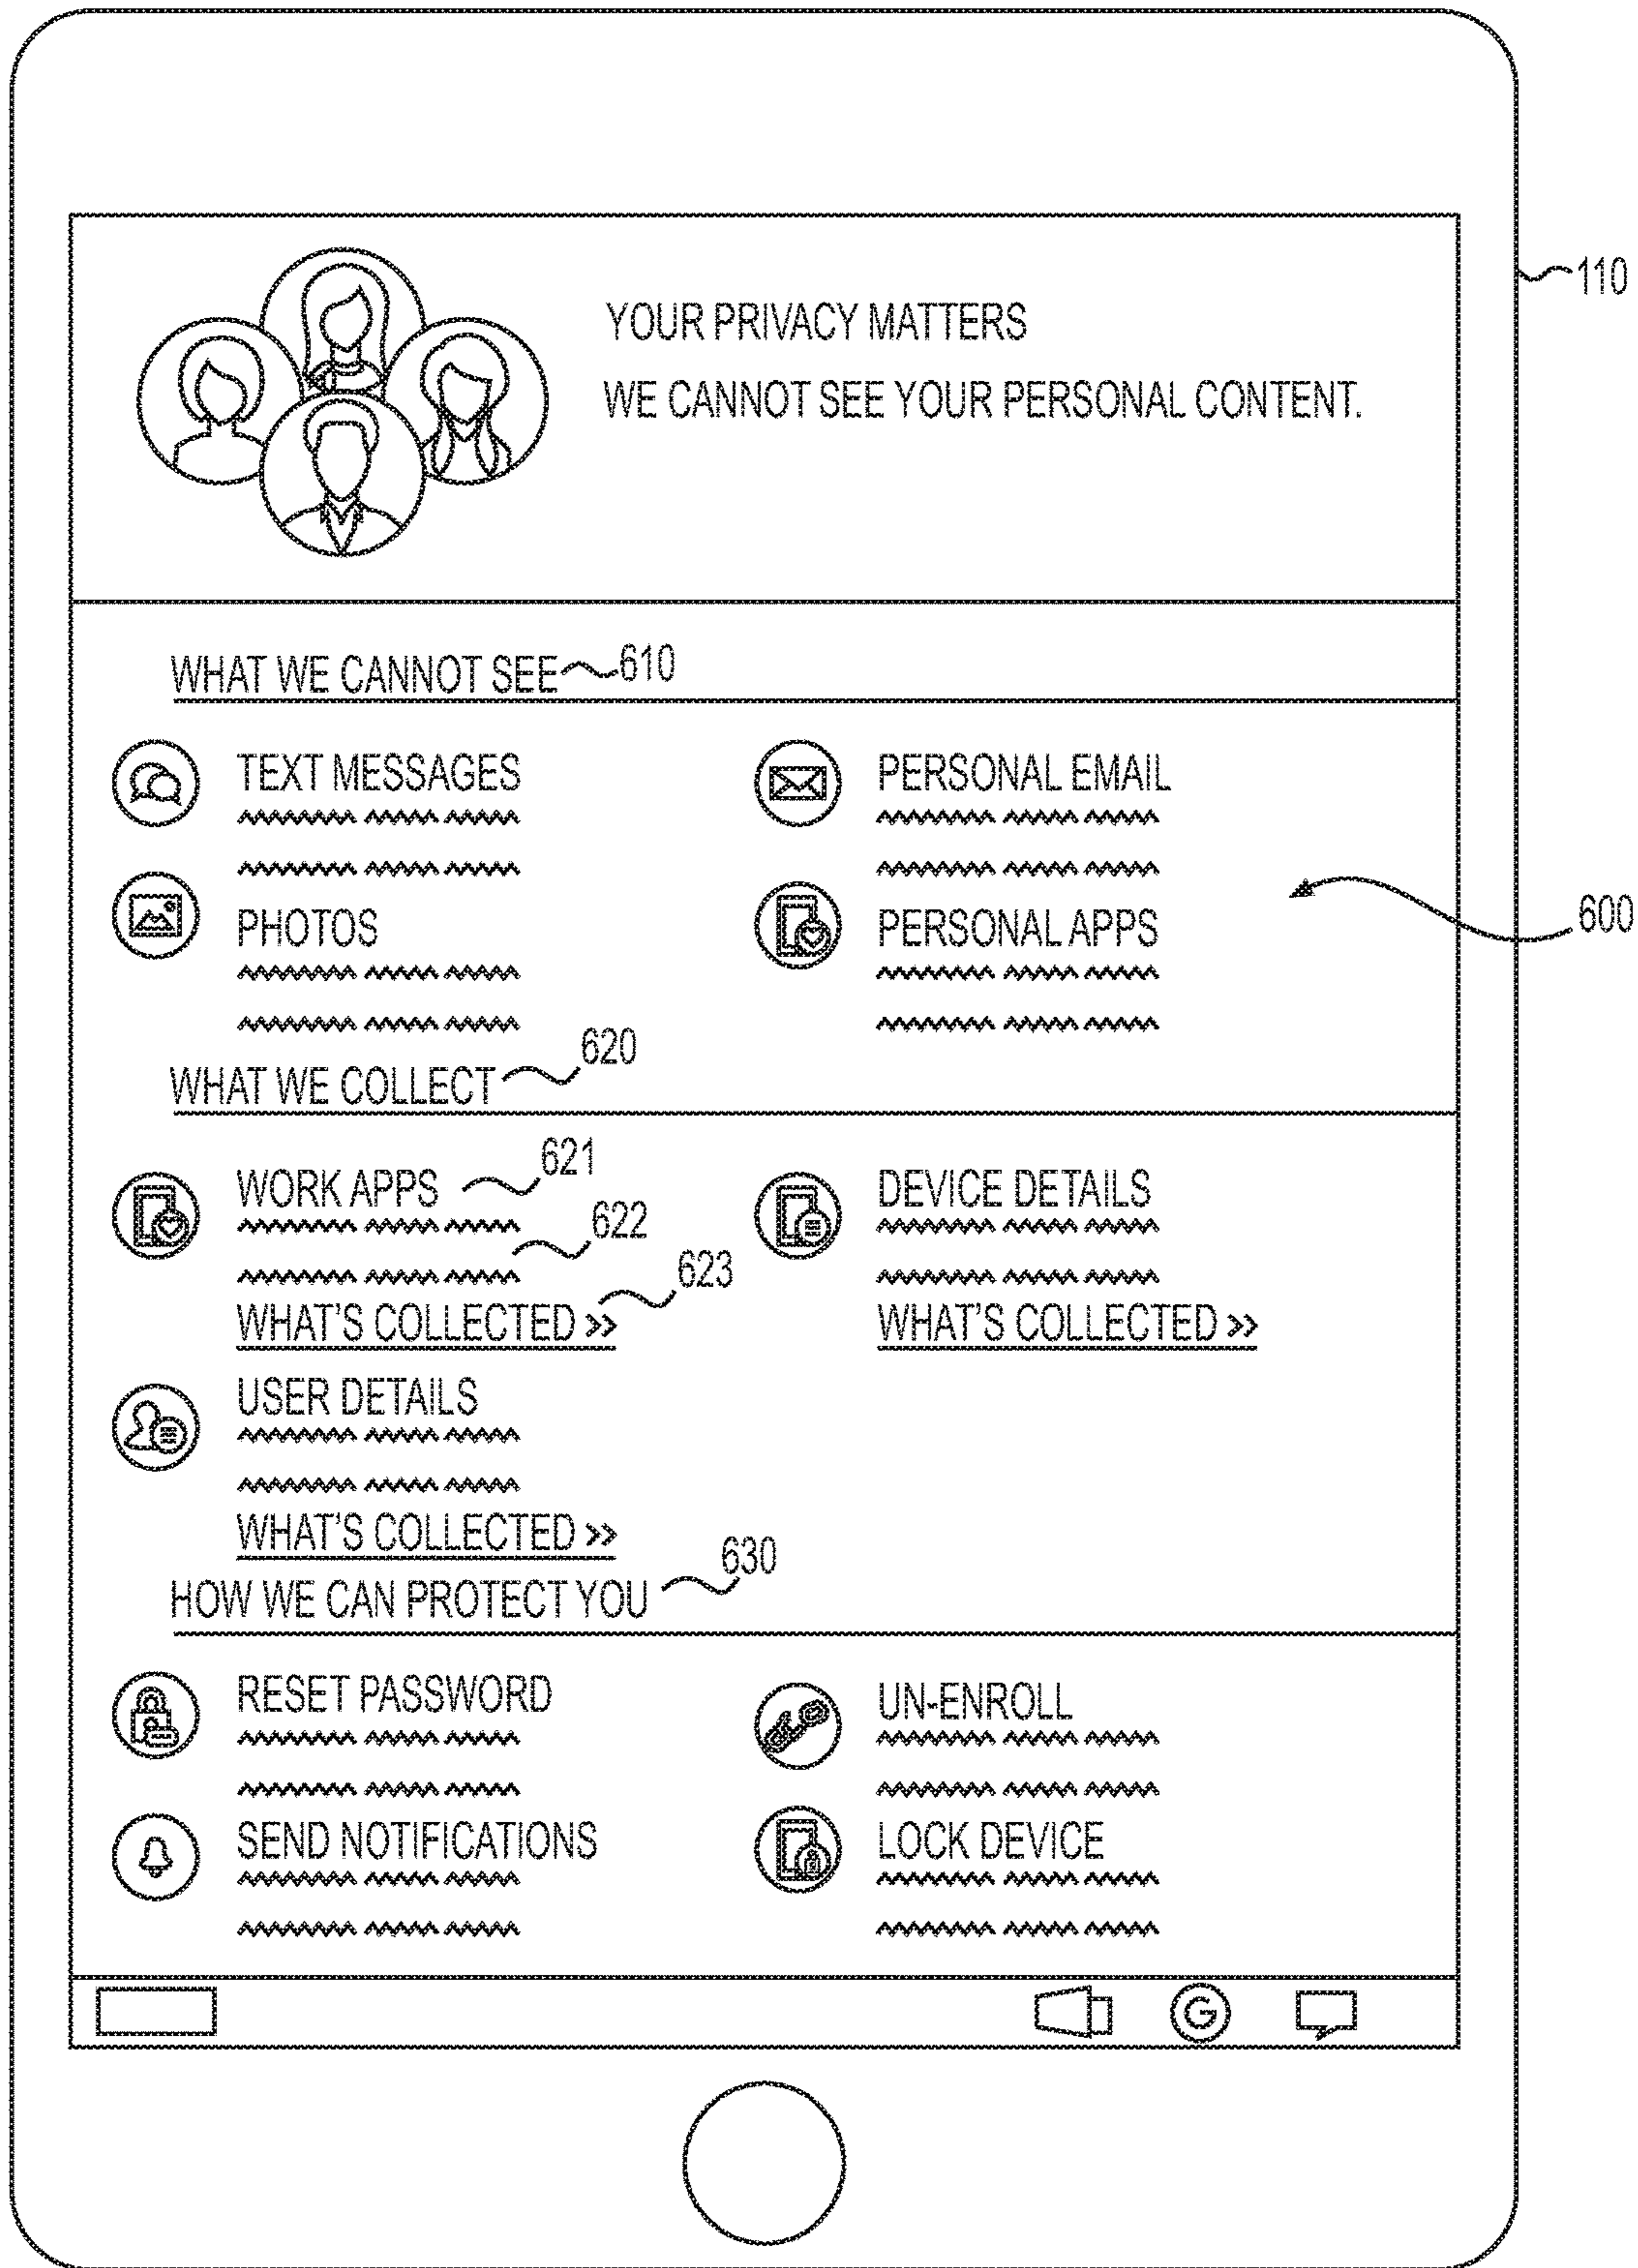 YOUR PRIVACY MATTERS
WE CANNOT SEE YOUR PERSONAL CONTENT.
110
WHAT WE CANNOT SEE 610
TEXT MESSAGES
PERSONAL EMAIL
PHOTOS
PERSONAL APPS
600
WHAT WE COLLECT 620
WORK APPS 621
622
WHAT'S COLLECTED >> 623
DEVICE DETAILS
WHAT'S COLLECTED >>
USER DETAILS
WHAT'S COLLECTED >>
HOW WE CAN PROTECT YOU 630
RESET PASSWORD
UN-ENROLL
SEND NOTIFICATIONS
LOCK DEVICE
G